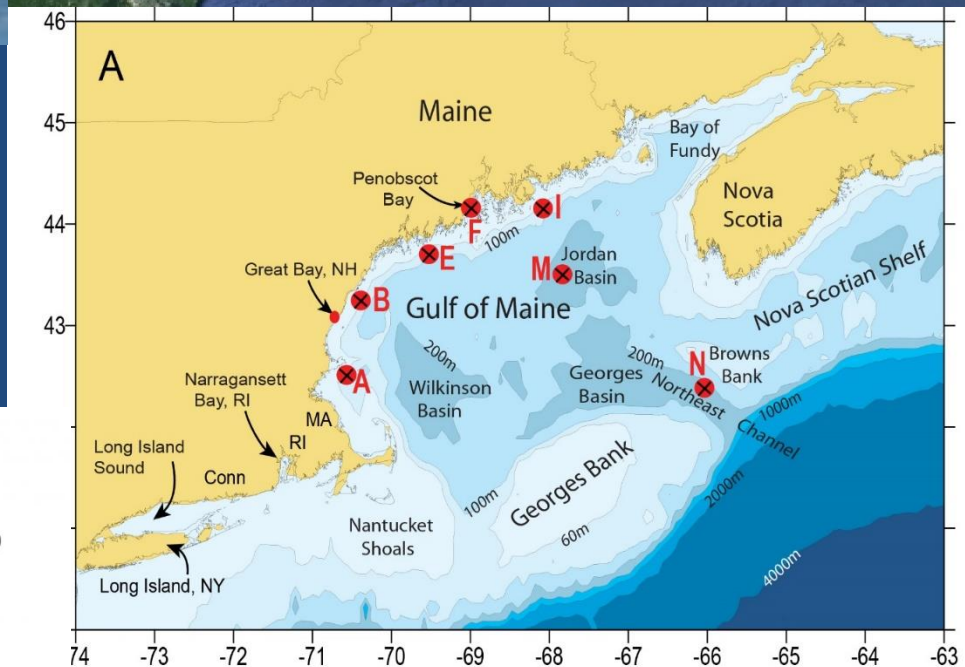 46
A
Maine
45
Bay of
Fundy
Penobscot
Bay
Nova
Scotia
44
F
I
100m
E
Jordan
Basin
M
Great Bay, NH
B
Gulf of Maine
Nova Scotian Shelf
43
200m
200m
N
Browns
Bank
A
Wilkinson
Basin
Georges
Basin
Northeast
Channel
1000m
Narragansett
Bay, RI
MA
RI
Long Island
Sound
Conn
Georges Bank
2000m
100m
60m
Nantucket
Shoals
4000m
Long Island, NY
74 -73 -72 -71 -70 -69 -68 -67 -66 -65 -64 -63